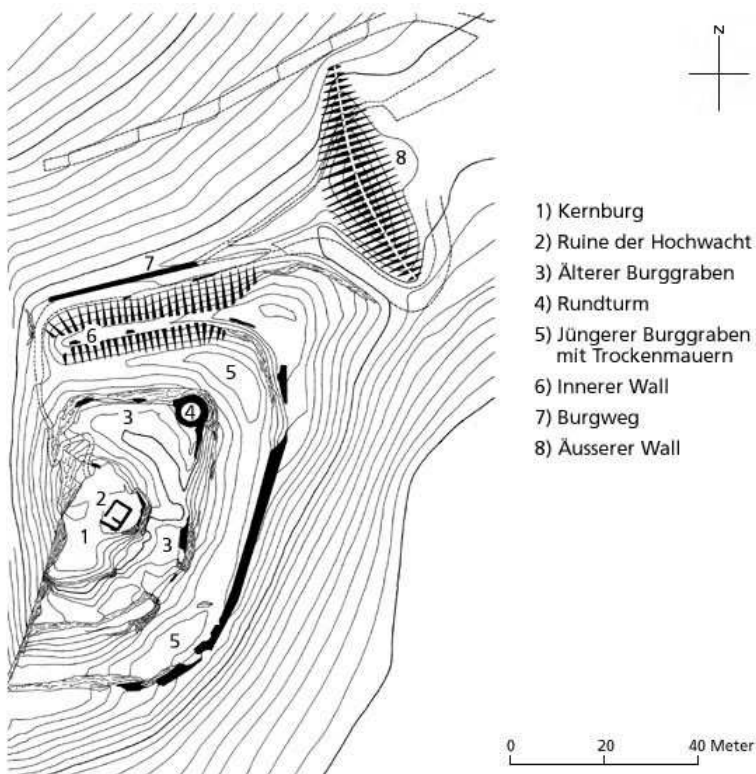 N
8
7
6
5
3
4
2
1
3
5
1) Kernburg
2) Ruine der Hochwacht
3) Älterer Burggraben
4) Rundturm
5) Jüngerer Burggraben
mit Trockenmauern
6) Innerer Wall
7) Burgweg
8) Äusserer Wall
0 20 40 Meter